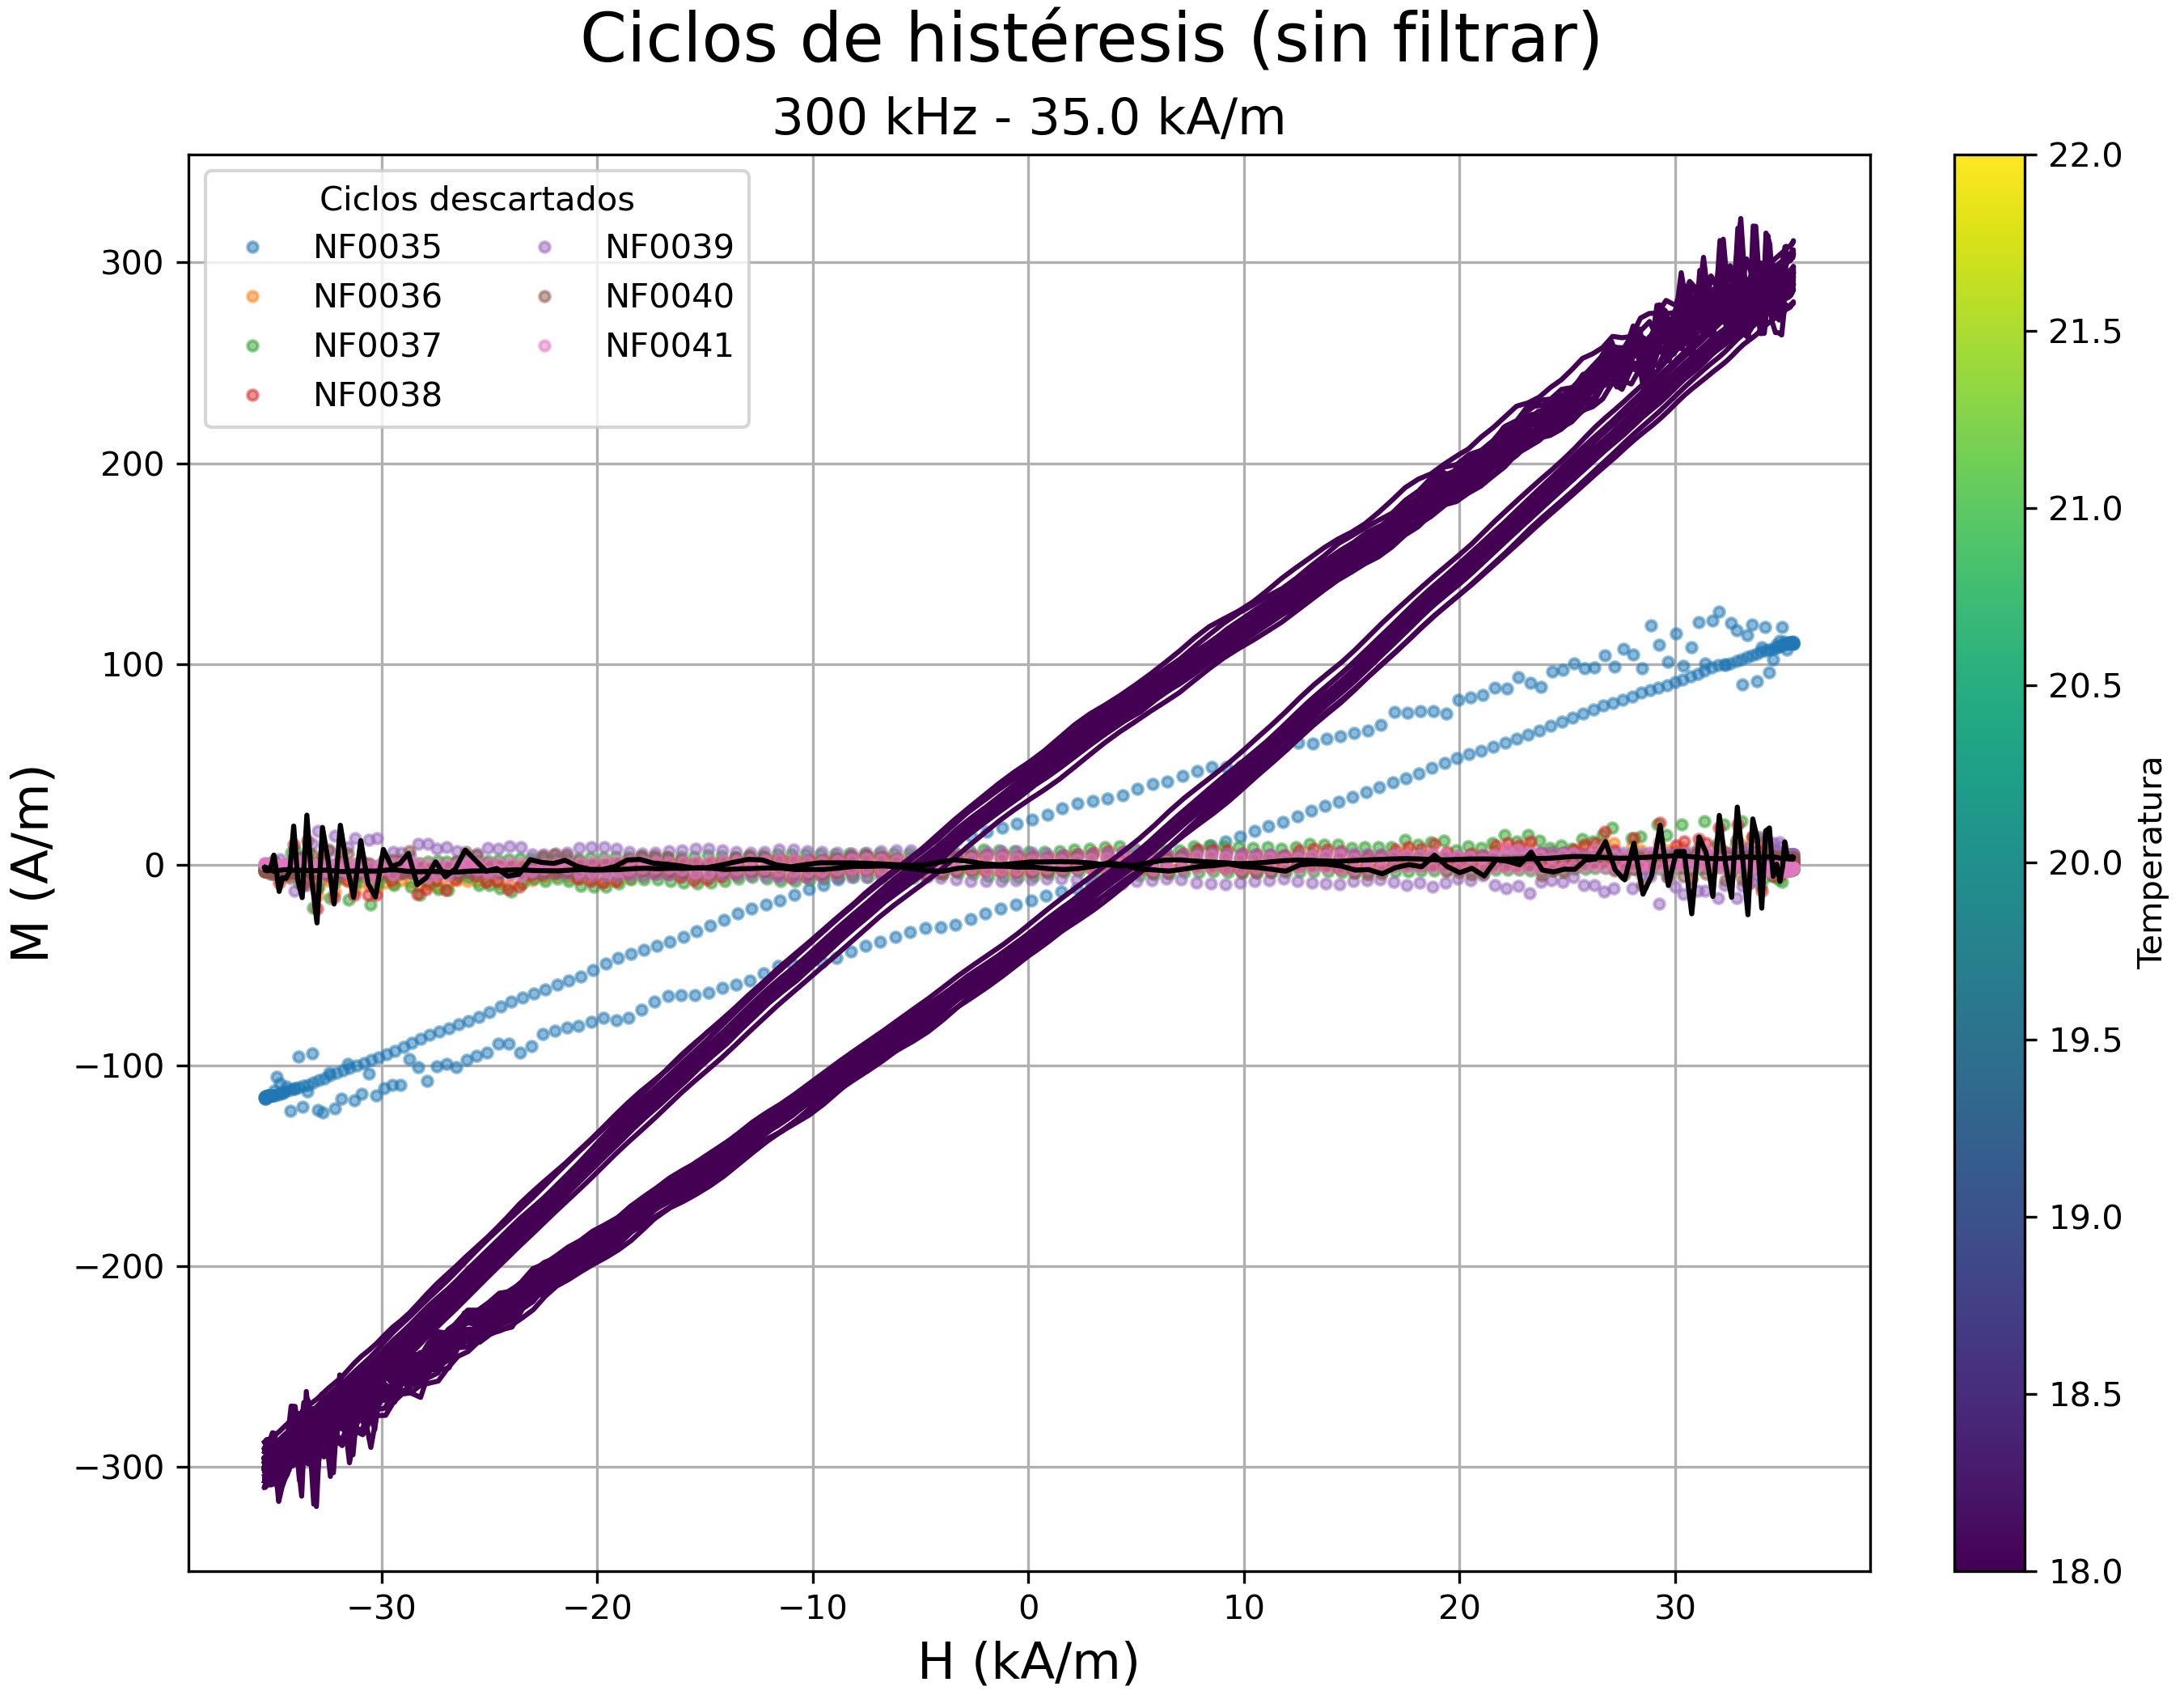 Ciclos de histéresis (sin filtrar)
300 kHz - 35.0 kA/m
Ciclos descartados
NF0035 NF0039
NF0036 NF0040
NF0037 NF0041
NF0038
300
200
100
0
−100
−200
−300
M (A/m)
−30 −20 −10 0 10 20 30
H (kA/m)
22.0
21.5
21.0
20.5
20.0
19.5
19.0
18.5
18.0
Temperatura